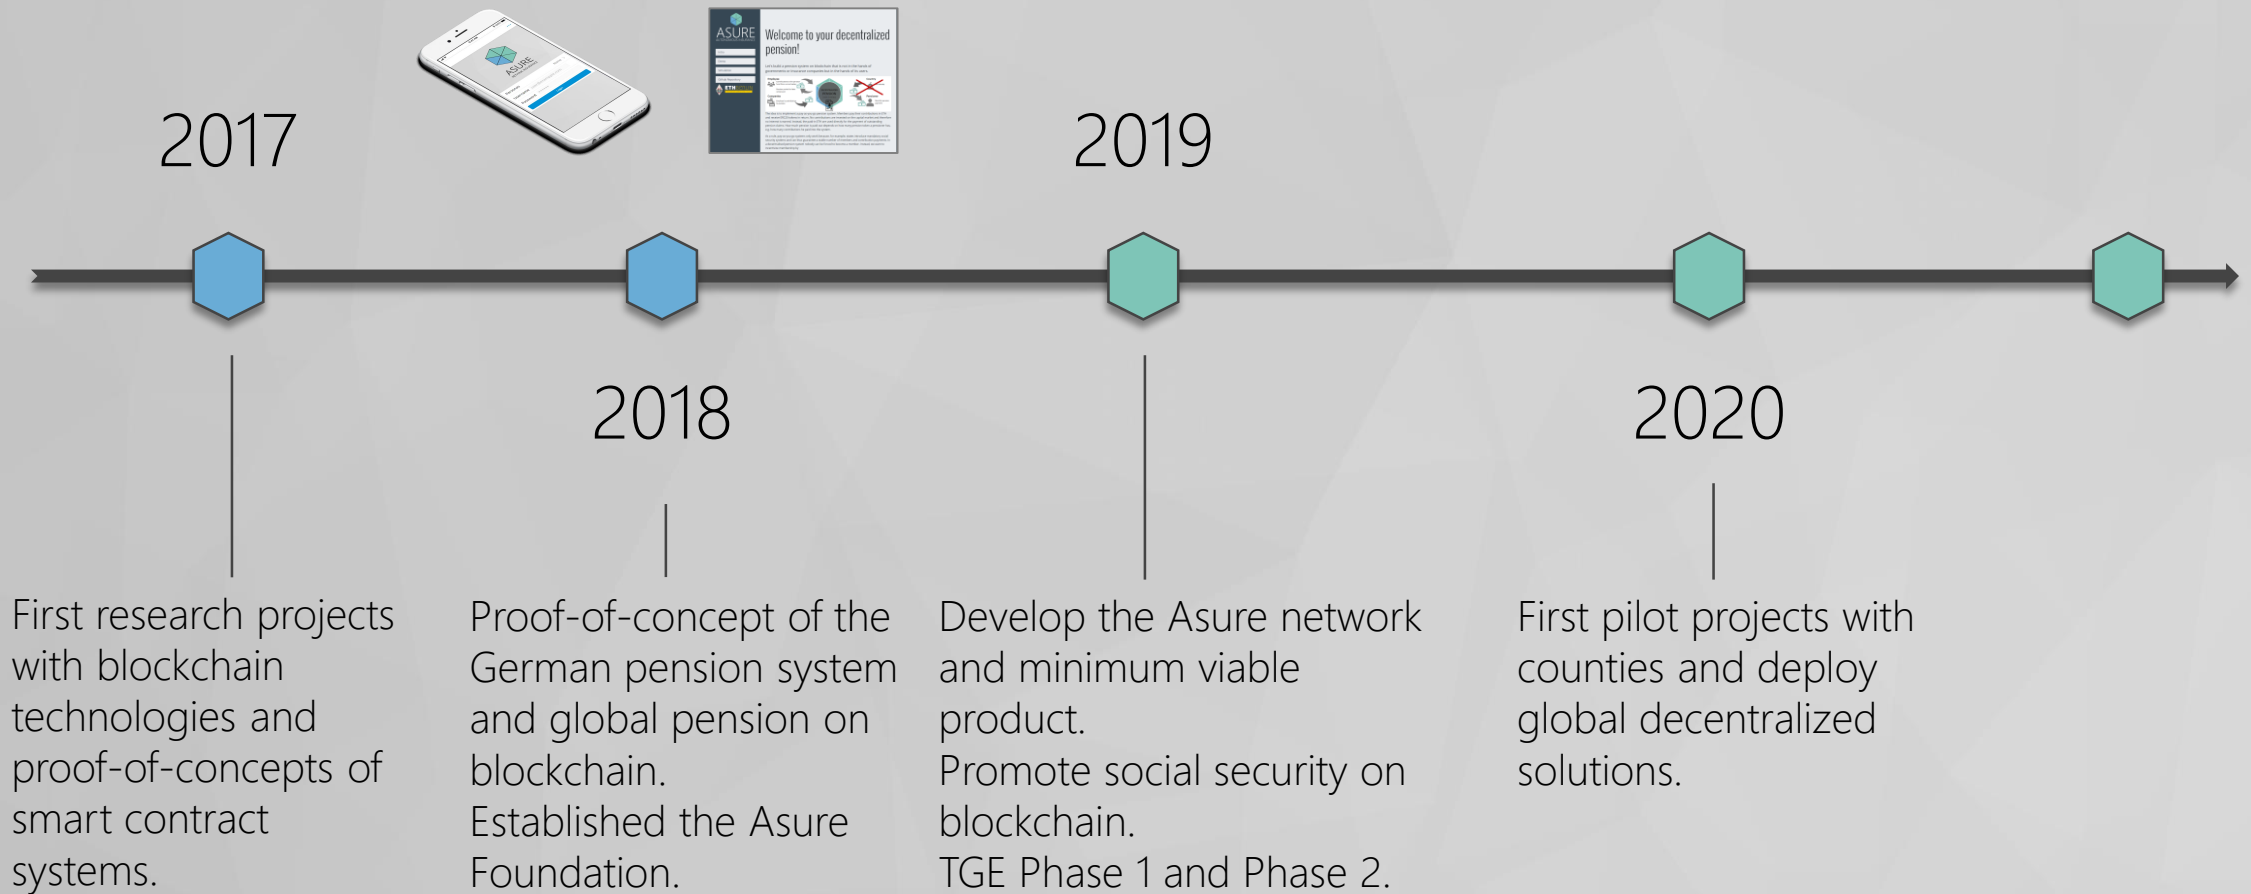 ASURE
ASURE
Welcome to your decentralized
pension!
2017
2019
2018
2020
First research projects
with blockchain
technologies and
proof-of-concepts of
smart contract
systems.
Proof-of-concept of the
German pension system
and global pension on
blockchain.
Established the Asure
Foundation.
Develop the Asure network
and minimum viable
product.
Promote social security on
blockchain.
TGE Phase 1 and Phase 2.
First pilot projects with
counties and deploy
global decentralized
solutions.